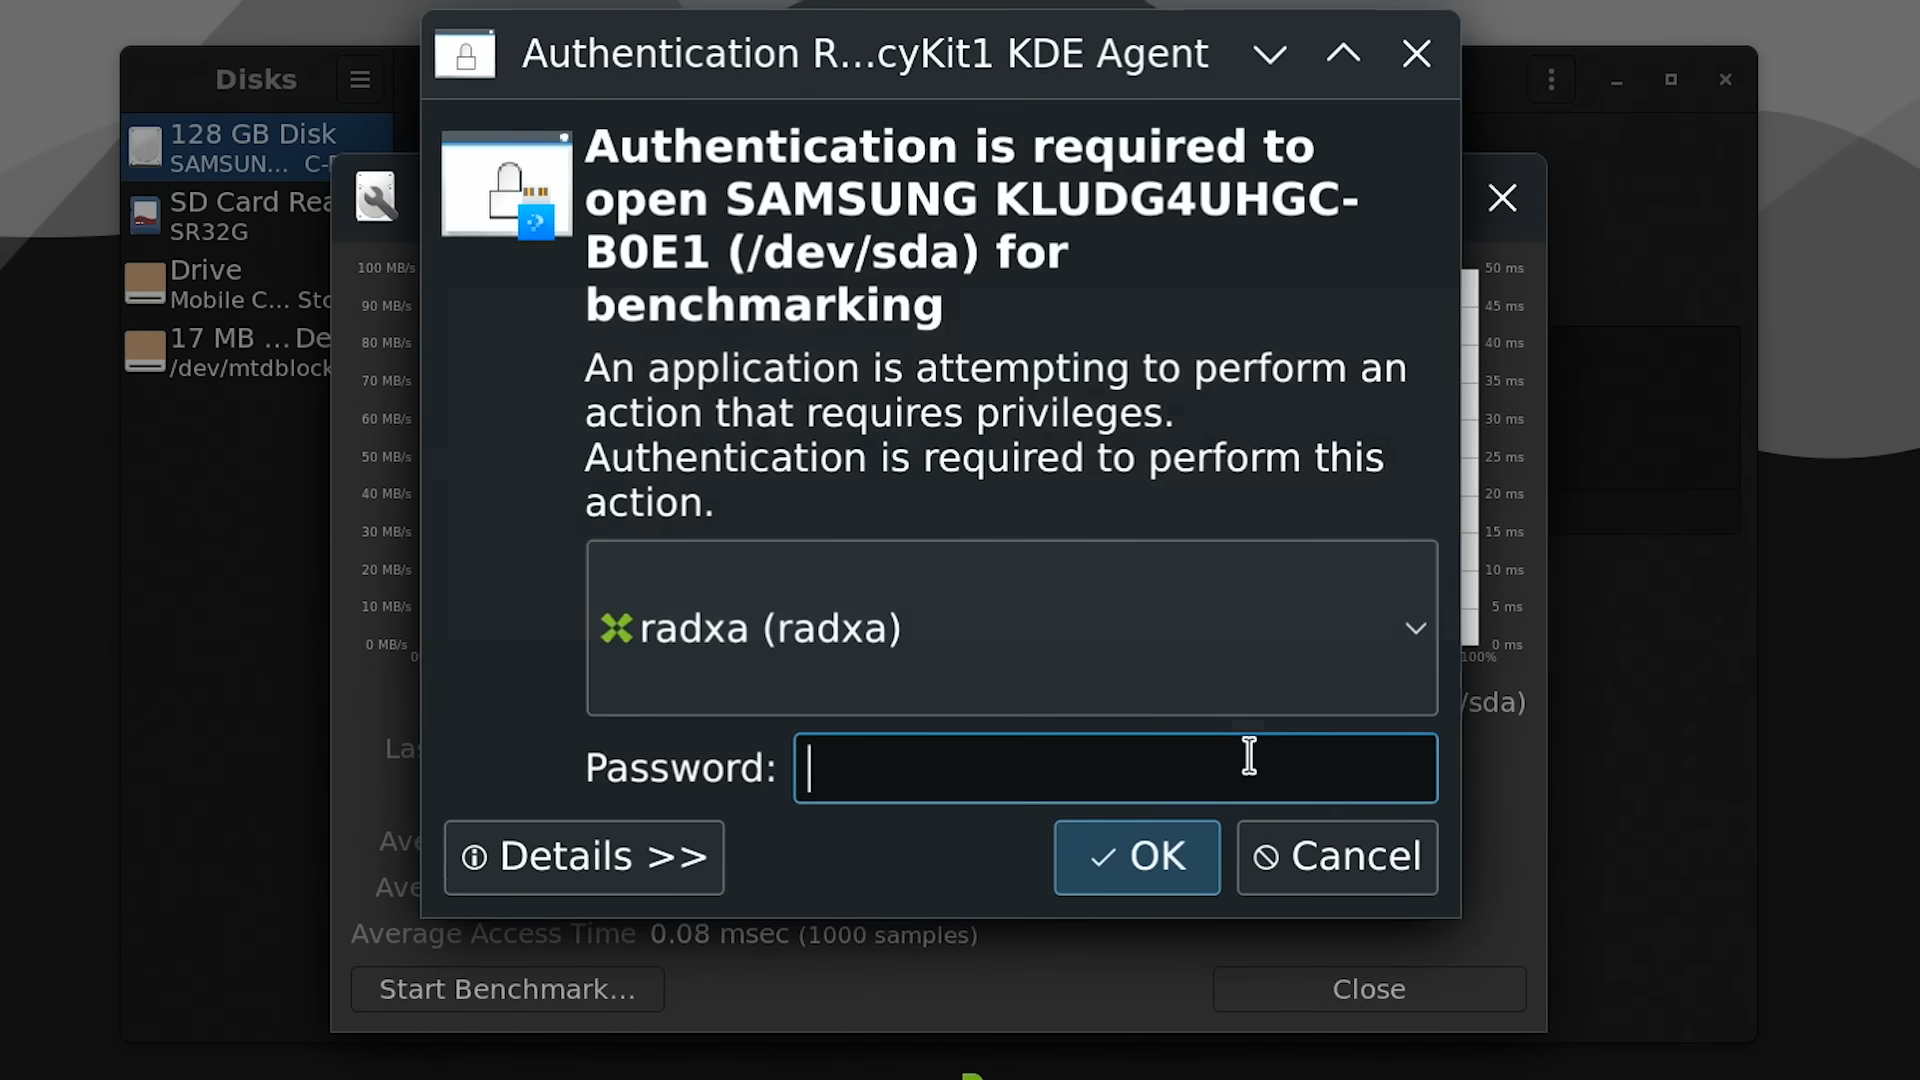 Authentication R...cyKit1 KDE Agent
Disks
128 GB Disk
SAMSUN... C-
SD Card Rea
SR32G
Drive
Mobile C... Sto
17 MB ...De
/dev/mtdblock
Authentication is required to
open SAMSUNG KLUDG4UHGC-
B0E1 (/dev/sda) for
benchmarking
An application is attempting to perform an
action that requires privileges.
Authentication is required to perform this
action.
radxa (radxa)
Password:
Details >>
OK
Cancel
100 MB/s
90 MB/s
80 MB/s
70 MB/s
60 MB/s
50 MB/s
40 MB/s
30 MB/s
20 MB/s
10 MB/s
0 MB/s
0
50 ms
45 ms
40 ms
35 ms
30 ms
25 ms
20 ms
15 ms
10 ms
5 ms
0 ms
100%
/sda)
Las
Ave
Ave
Average Access Time 0.08 msec (1000 samples)
Start Benchmark...
Close